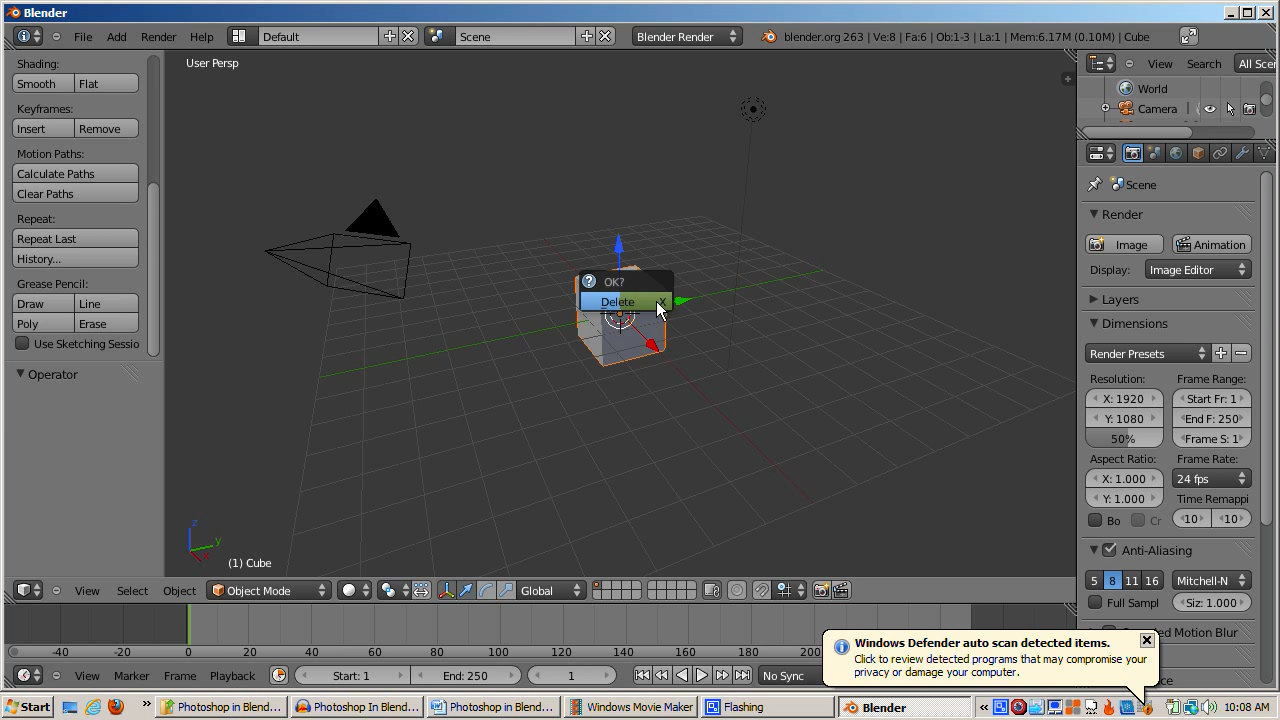 Blender
File Add Render Help Default Scene Blender Render blender.org 263 | Ve:8 | Fa:6 | Ob:1-3 | La:1 | Mem:6.17M (0.10M) | Cube
Shading:
Smooth Flat
Keyframes:
Insert Remove
Motion Paths:
Calculate Paths
Clear Paths
Repeat:
Repeat Last
History...
Grease Pencil:
Draw Line
Poly Erase
Use Sketching Sessio
Operator
User Persp
OK?
Delete X
z
y
x
(1) Cube
View Select Object Object Mode Global
View Search All Scer
World
Camera
Scene
Render
Image Animation
Display: Image Editor
Layers
Dimensions
Render Presets
Resolution: Frame Range:
X: 1920 Start Fr: 1
Y: 1080 End F: 250
50% Frame S: 1
Aspect Ratio: Frame Rate:
X: 1.000 24 fps
Y: 1.000 Time Remappi
Bo Cr 10 10
Anti-Aliasing
5 8 11 16 Mitchell-N
Full Sampl Siz: 1.000
Motion Blur
-40 -20 0 20 40 60 80 100 120 140 160 180 200
View Marker Frame Playback Start: 1 End: 250 1 No Sync
Windows Defender auto scan detected items.
Click to review detected programs that may compromise your
privacy or damage your computer.
Start Photoshop in Blend... Photoshop in Blend... Photoshop in Blend... Windows Movie Maker Flashing Blender 10:08 AM